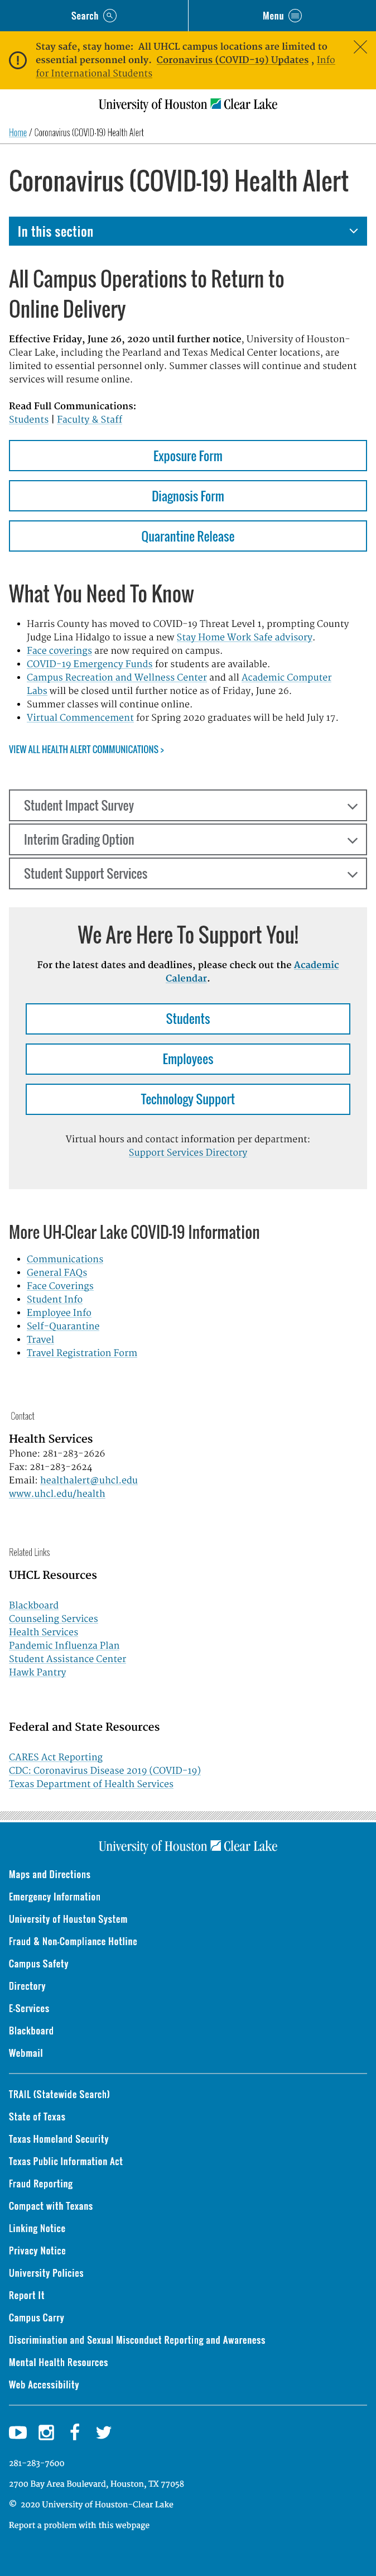 Search
Menu
Stay safe, stay home: All UHCL campus locations are limited to
essential personnel only. Coronavirus (COVID-19) Updates , Info
for International Students
University of Houston Clear Lake
Home / Coronavirus (COVID-19) Health Alert
Coronavirus (COVID-19) Health Alert
In this section
All Campus Operations to Return to
Online Delivery
Effective Friday, June 26, 2020 until further notice, University of Houston-
Clear Lake, including the Pearland and Texas Medical Center locations, are
limited to essential personnel only. Summer classes will continue and student
services will resume online.
Read Full Communications:
Students | Faculty & Staff
Exposure Form
Diagnosis Form
Quarantine Release
What You Need To Know
• Harris County has moved to COVID-19 Threat Level 1, prompting County
Judge Lina Hidalgo to issue a new Stay Home Work Safe advisory.
• Face coverings are now required on campus.
• COVID-19 Emergency Funds for students are available.
• Campus Recreation and Wellness Center and all Academic Computer
Labs will be closed until further notice as of Friday, June 26.
• Summer classes will continue online.
• Virtual Commencement for Spring 2020 graduates will be held July 17.
VIEW ALL HEALTH ALERT COMMUNICATIONS >
Student Impact Survey
Interim Grading Option
Student Support Services
We Are Here To Support You!
For the latest dates and deadlines, please check out the Academic
Calendar.
Students
Employees
Technology Support
Virtual hours and contact information per department:
Support Services Directory
More UH-Clear Lake COVID-19 Information
• Communications
• General FAQs
• Face Coverings
• Student Info
• Employee Info
• Self-Quarantine
• Travel
• Travel Registration Form
Contact
Health Services
Phone: 281-283-2626
Fax: 281-283-2624
Email: healthalert@uhcl.edu
www.uhcl.edu/health
Related Links
UHCL Resources
Blackboard
Counseling Services
Health Services
Pandemic Influenza Plan
Student Assistance Center
Hawk Pantry
Federal and State Resources
CARES Act Reporting
CDC: Coronavirus Disease 2019 (COVID-19)
Texas Department of Health Services
University of Houston Clear Lake
Maps and Directions
Emergency Information
University of Houston System
Fraud & Non-Compliance Hotline
Campus Safety
Directory
E-Services
Blackboard
Webmail
TRAIL (Statewide Search)
State of Texas
Texas Homeland Security
Texas Public Information Act
Fraud Reporting
Compact with Texans
Linking Notice
Privacy Notice
University Policies
Report It
Campus Carry
Discrimination and Sexual Misconduct Reporting and Awareness
Mental Health Resources
Web Accessibility
281-283-7600
2700 Bay Area Boulevard, Houston, TX 77058
© 2020 University of Houston-Clear Lake
Report a problem with this webpage